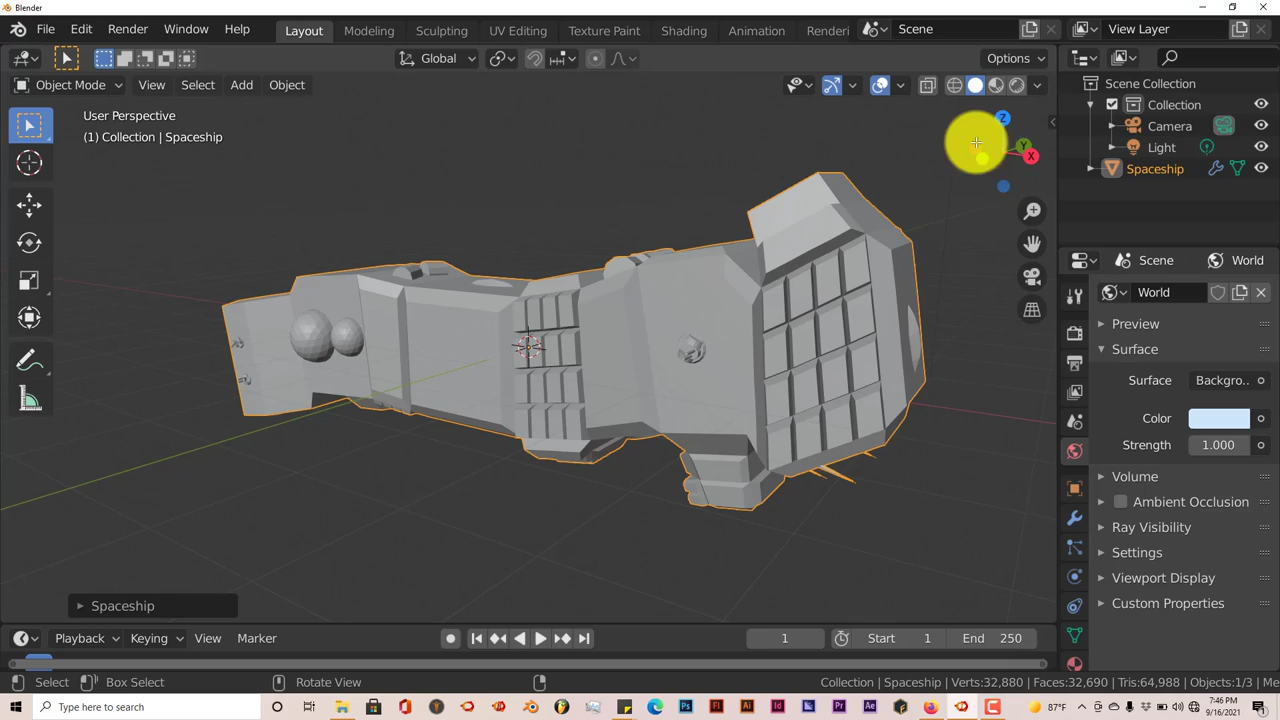 Blender
File Edit Render Window Help Layout Modeling Sculpting UV Editing Texture Paint Shading Animation Renderi Scene View Layer
Global Options
Object Mode View Select Add Object
User Perspective
(1) Collection | Spaceship
Z
Y
X
Scene Collection
Collection
Camera
Light
Spaceship
Scene World
World
Preview
Surface
Surface Backgro..
Color
Strength 1.000
Volume
Ambient Occlusion
Ray Visibility
Settings
Viewport Display
Custom Properties
Spaceship
Playback Keying View Marker 1 Start 1 End 250
Select Box Select Rotate View Collection | Spaceship | Verts:32,880 | Faces:32,690 | Tris:64,988 | Objects:1/3 | Me
Type here to search 87°F 7:46 PM
9/16/2021